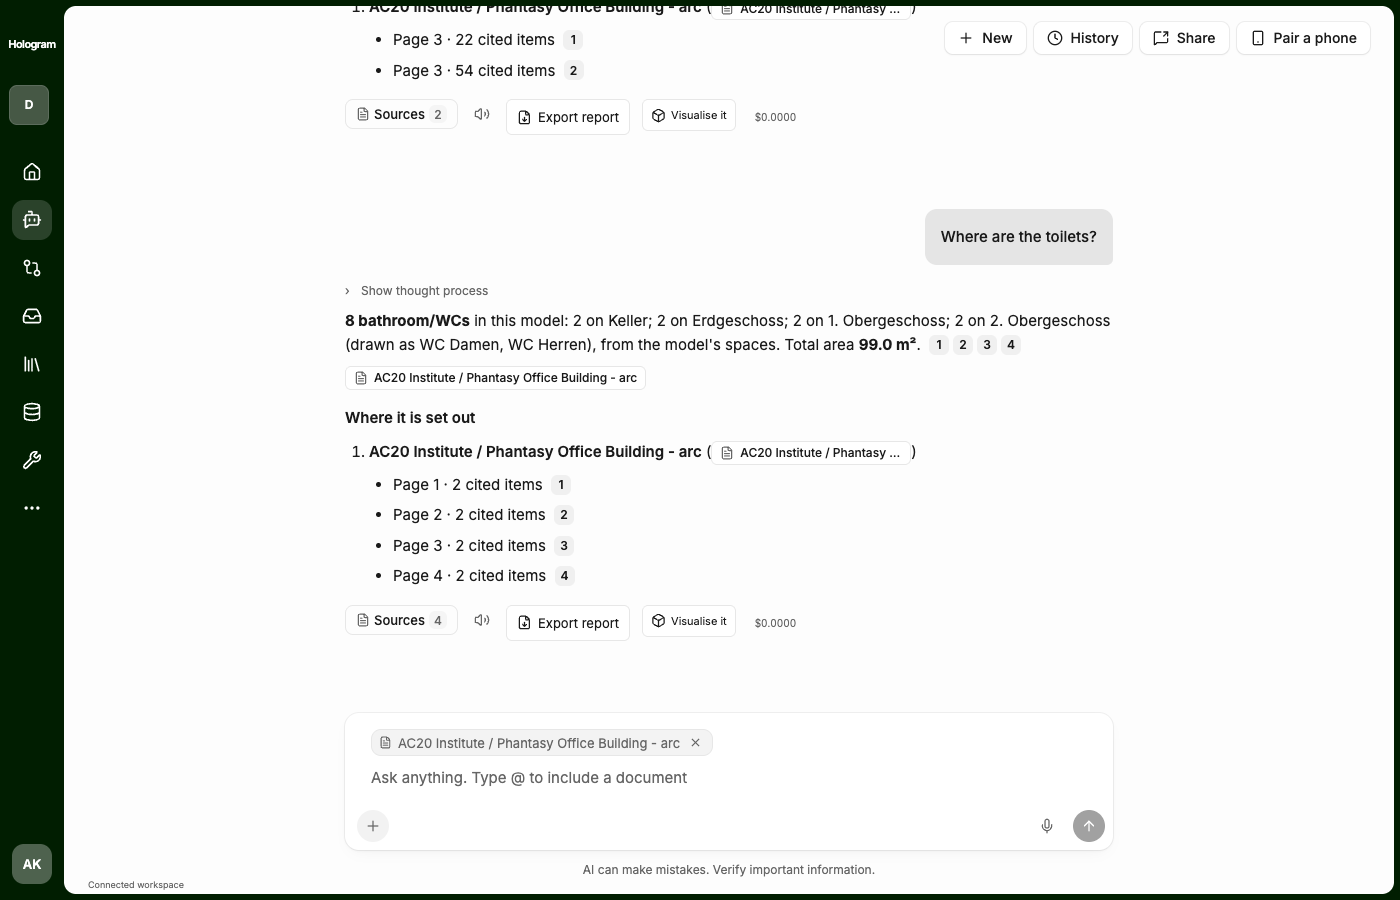 Hologram
D
AK
Connected workspace
New
History
Share
Pair a phone
1. AC20 Institute / Phantasy Office Building - arc ( AC20 Institute / Phantasy ... )
• Page 3 · 22 cited items 1
• Page 3 · 54 cited items 2
Sources 2 Export report Visualise it $0.0000
Where are the toilets?
Show thought process
8 bathroom/WCs in this model: 2 on Keller; 2 on Erdgeschoss; 2 on 1. Obergeschoss; 2 on 2. Obergeschoss
(drawn as WC Damen, WC Herren), from the model's spaces. Total area 99.0 m². 1 2 3 4
AC20 Institute / Phantasy Office Building - arc
Where it is set out
1. AC20 Institute / Phantasy Office Building - arc ( AC20 Institute / Phantasy ... )
• Page 1 · 2 cited items 1
• Page 2 · 2 cited items 2
• Page 3 · 2 cited items 3
• Page 4 · 2 cited items 4
Sources 4 Export report Visualise it $0.0000
AC20 Institute / Phantasy Office Building - arc
Ask anything. Type @ to include a document
AI can make mistakes. Verify important information.